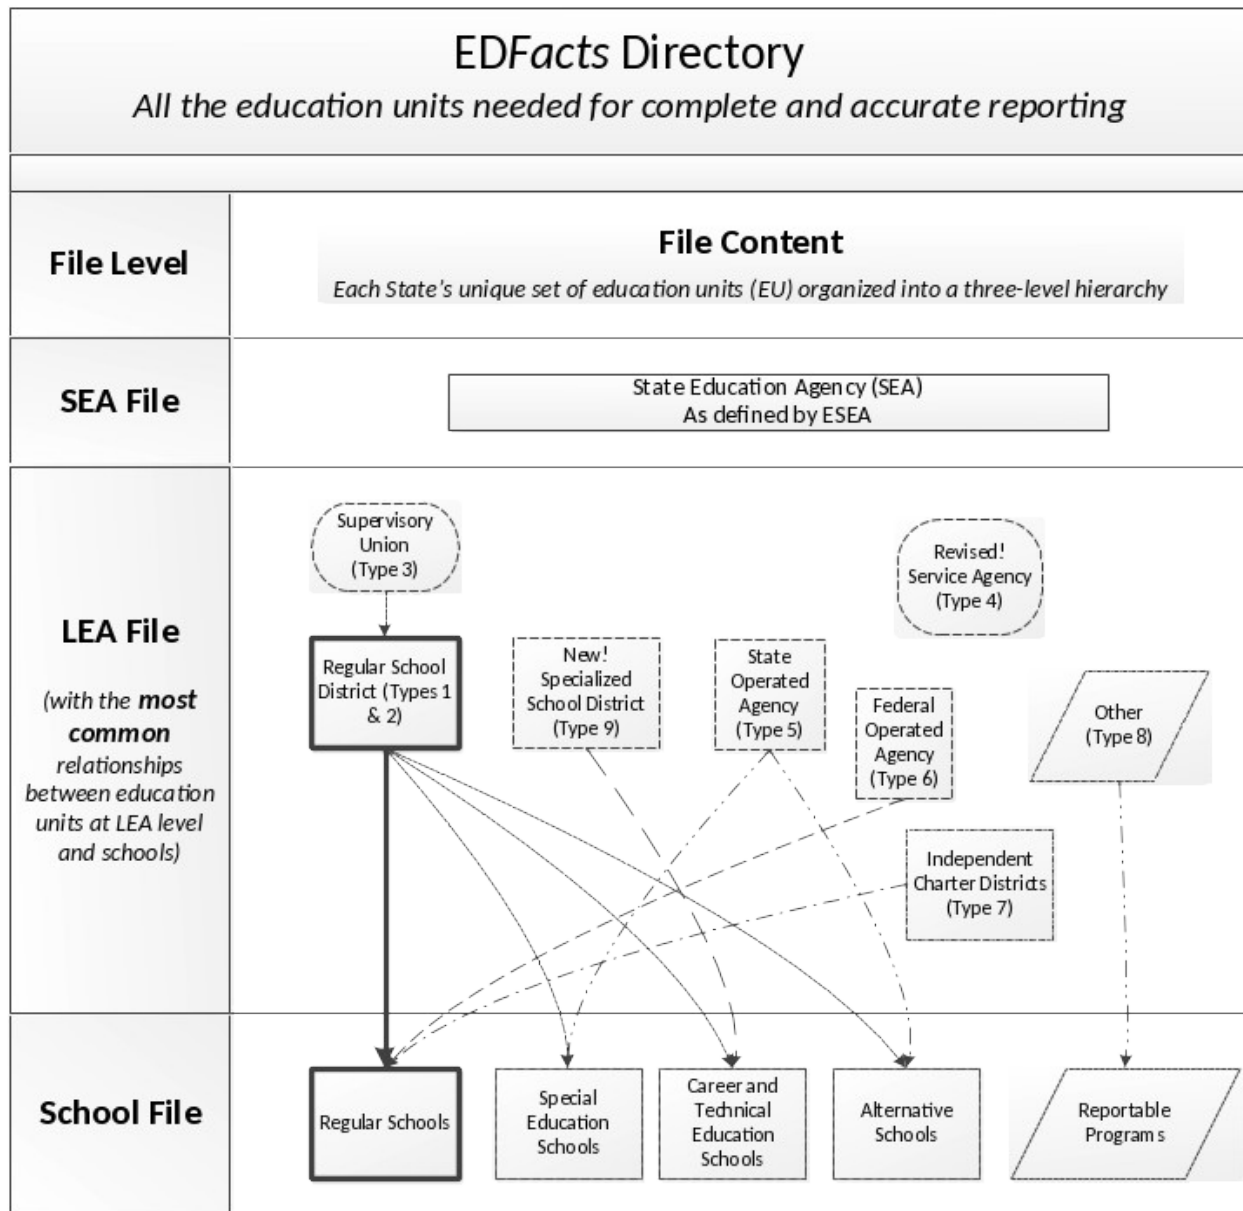 EDFacts Directory
All the education units needed for complete and accurate reporting
File Level
File Content
Each State's unique set of education units (EU) organized into a three-level hierarchy
SEA File
State Education Agency (SEA)
As defined by ESEA
LEA File
(with the most
common
relationships
between education
units at LEA level
and schools)
Supervisory
Union
(Type 3)
Revised!
Service Agency
(Type 4)
Regular School
District (Types 1
& 2)
New!
Specialized
School District
(Type 9)
State
Operated
Agency
(Type 5)
Federal
Operated
Agency
(Type 6)
Other
(Type 8)
Independent
Charter Districts
(Type 7)
School File
Regular Schools
Special
Education
Schools
Career and
Technical
Education
Schools
Alternative
Schools
Reportable
Programs